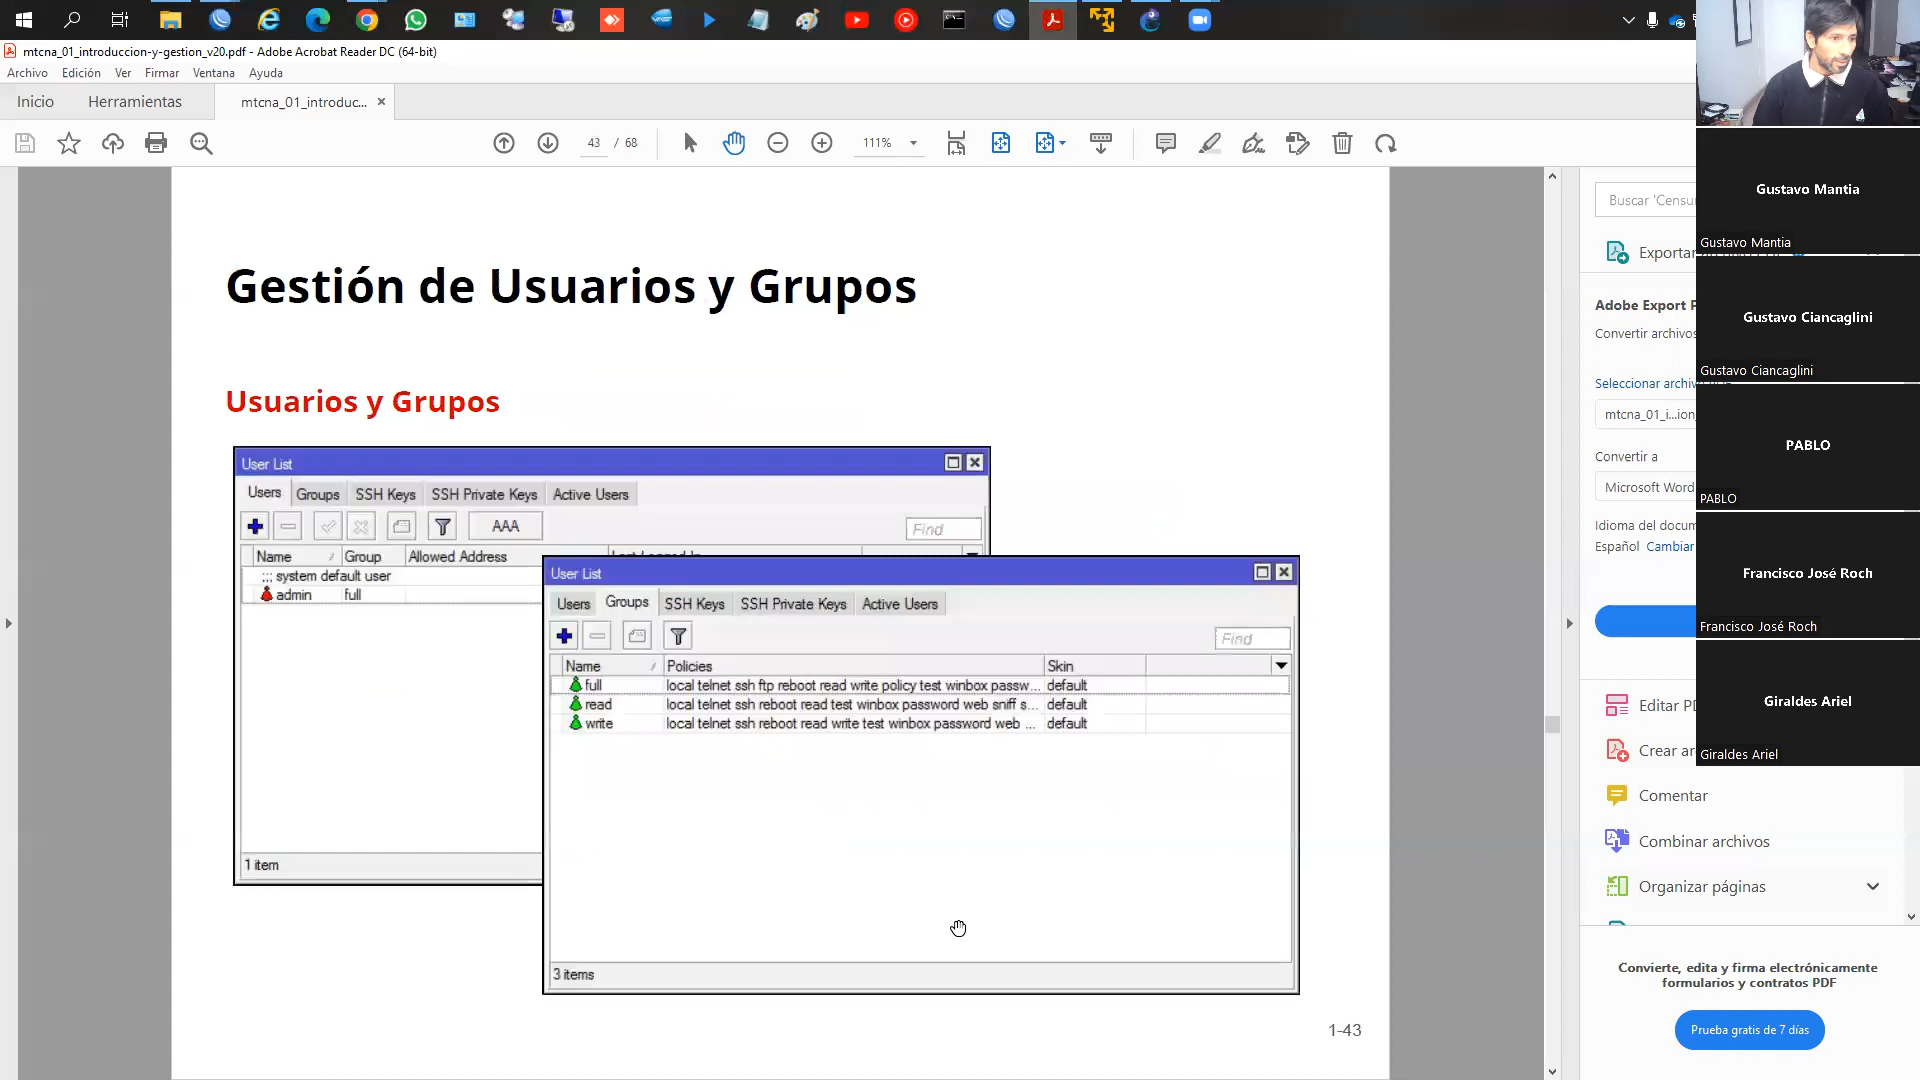 mtcna_01_introduccion-y-gestion_v20.pdf - Adobe Acrobat Reader DC (64-bit)
Archivo Edición Ver Firmar Ventana Ayuda
Inicio Herramientas mtcna_01_introduc... ×
43 / 68 111%
Gestión de Usuarios y Grupos
Usuarios y Grupos
User List
Users Groups SSH Keys SSH Private Keys Active Users
AAA Find
Name Group Allowed Address
;;; system default user
admin full
1 item
User List
Users Groups SSH Keys SSH Private Keys Active Users
Find
Name Policies Skin
full local telnet ssh ftp reboot read write policy test winbox passw... default
read local telnet ssh reboot read test winbox password web sniff s... default
write local telnet ssh reboot read write test winbox password web ... default
3 items
1-43
Buscar 'Censu
Exportar
Adobe Export P
Convertir archivos
Seleccionar archiv
mtcna_01_i...ion
Convertir a
Microsoft Word
Idioma del docum
Español Cambiar
Editar PD
Crear ar
Comentar
Combinar archivos
Organizar páginas
Convierte, edita y firma electrónicamente
formularios y contratos PDF
Prueba gratis de 7 días
Gustavo Mantia
Gustavo Mantia
Gustavo Ciancaglini
Gustavo Ciancaglini
PABLO
PABLO
Francisco José Roch
Francisco José Roch
Giraldes Ariel
Giraldes Ariel